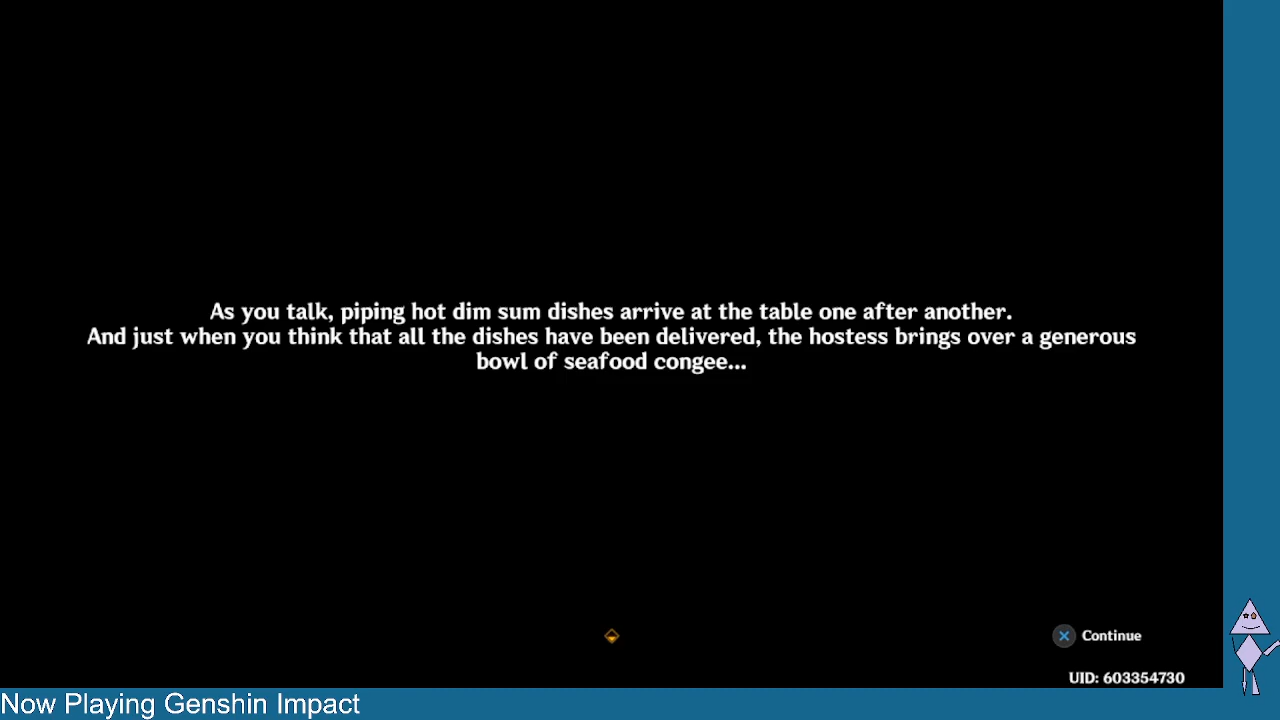 As you talk, piping hot dim sum dishes arrive at the table one after another.
And just when you think that all the dishes have been delivered, the hostess brings over a generous
bowl of seafood congee...
Continue
UID: 603354730
Now Playing Genshin Impact